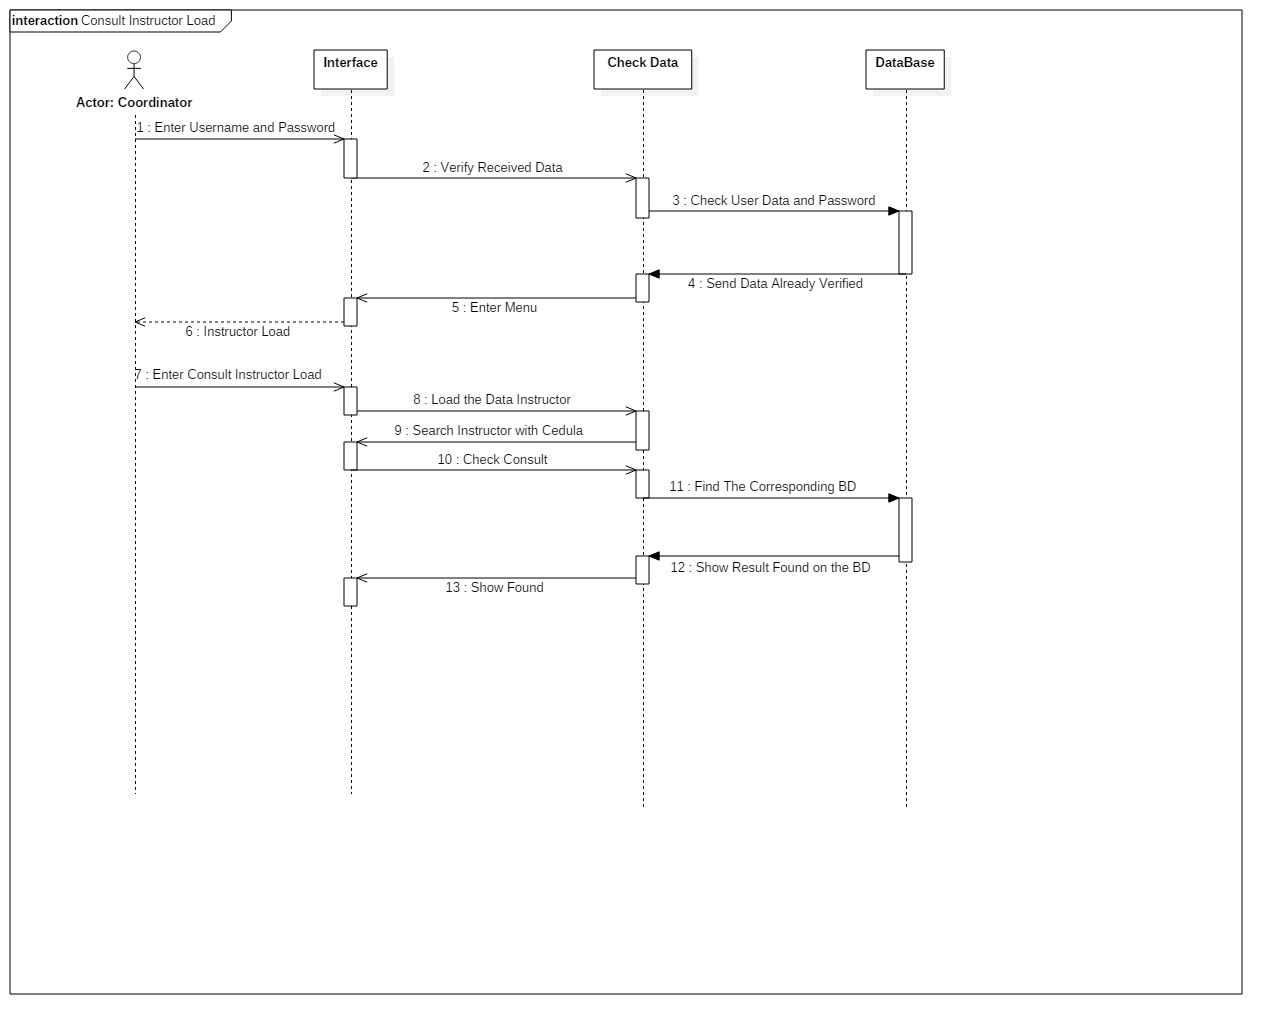 interaction Consult Instructor Load
Interface
Check Data
DataBase
Actor: Coordinator
1 : Enter Username and Password
2 : Verify Received Data
3 : Check User Data and Password
4 : Send Data Already Verified
5 : Enter Menu
6 : Instructor Load
7 : Enter Consult Instructor Load
8 : Load the Data Instructor
9 : Search Instructor with Cedula
10 : Check Consult
11 : Find The Corresponding BD
12 : Show Result Found on the BD
13 : Show Found